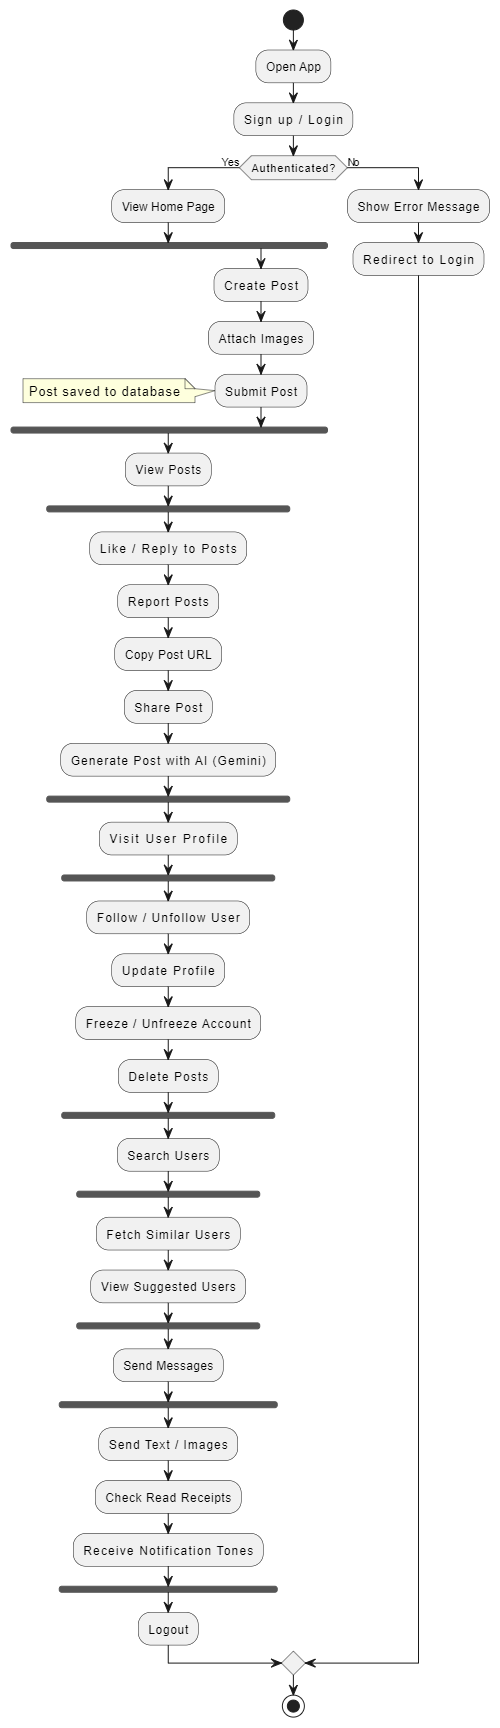 Open App
Sign up / Login
Yes
Authenticated?
No
View Home Page
Show Error Message
Redirect to Login
Create Post
Attach Images
Post saved to database
Submit Post
View Posts
Like / Reply to Posts
Report Posts
Copy Post URL
Share Post
Generate Post with AI (Gemini)
Visit User Profile
Follow / Unfollow User
Update Profile
Freeze / Unfreeze Account
Delete Posts
Search Users
Fetch Similar Users
View Suggested Users
Send Messages
Send Text / Images
Check Read Receipts
Receive Notification Tones
Logout